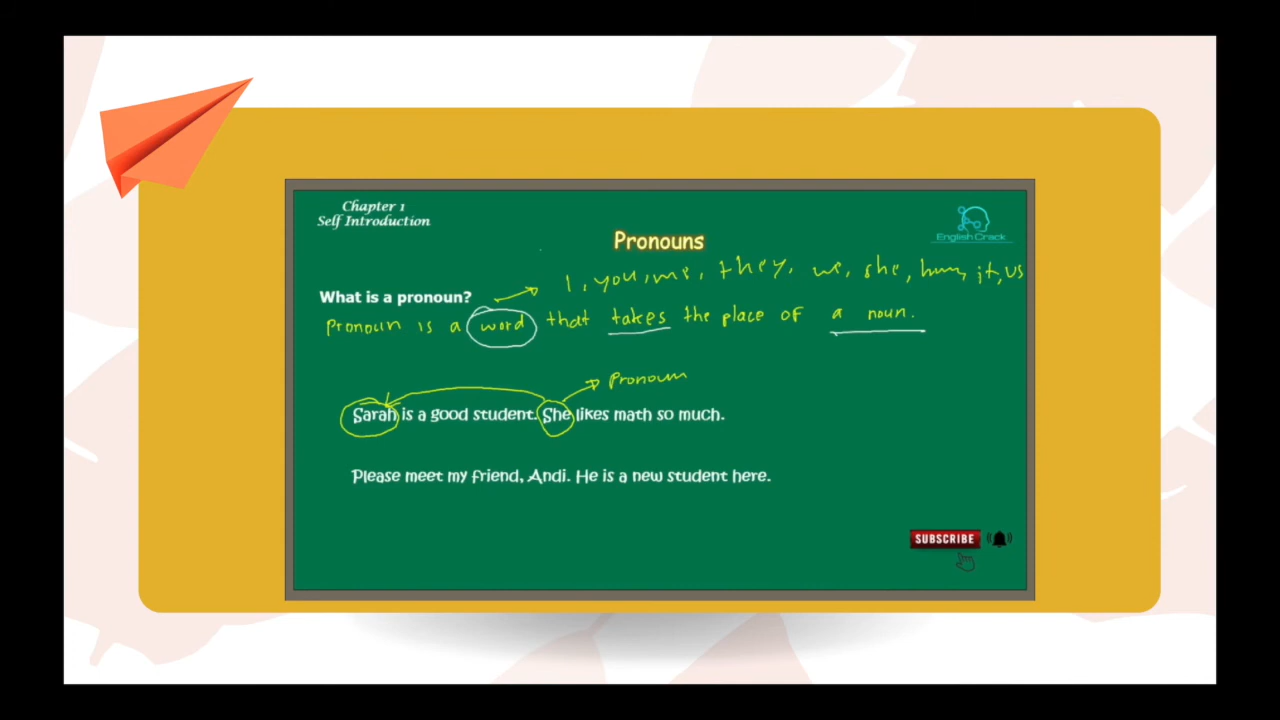 Chapter 1
Self Introduction
English Crack
Pronouns
I, you, me, they, we, she, him, it, us
What is a pronoun?
Pronoun is a word that takes the place of a noun.
Pronoun
Sarah is a good student. She likes math so much.
Please meet my friend, Andi. He is a new student here.
SUBSCRIBE